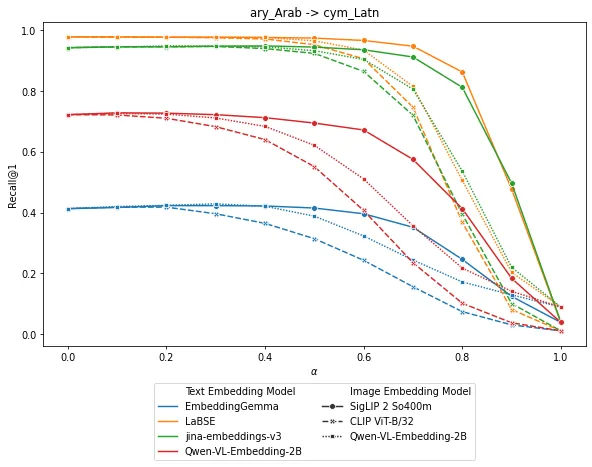 ary_Arab -> cym_Latn
1.0
0.8
0.6
0.4
0.2
0.0
Recall@1
0.0 0.2 0.4 0.6 0.8 1.0
α
Text Embedding Model
EmbeddingGemma
LaBSE
jina-embeddings-v3
Qwen-VL-Embedding-2B
Image Embedding Model
SigLIP 2 So400m
CLIP ViT-B/32
Qwen-VL-Embedding-2B